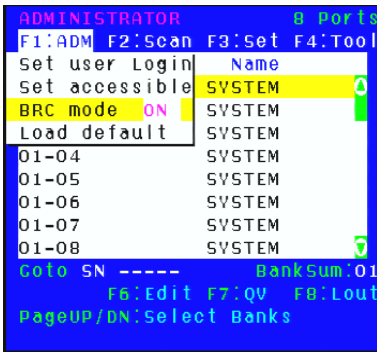 ADMINISTRATOR 8 Ports
F1:ADM F2:Scan F3:Set F4:Tool
Set user Login Name
Set accessible SYSTEM
BRC mode ON SYSTEM
Load default SYSTEM
01-04 SYSTEM
01-05 SYSTEM
01-06 SYSTEM
01-07 SYSTEM
01-08 SYSTEM
Goto SN ----- BankSum:01
F6:Edit F7:QV F8:Lout
PageUP/DN:Select Banks